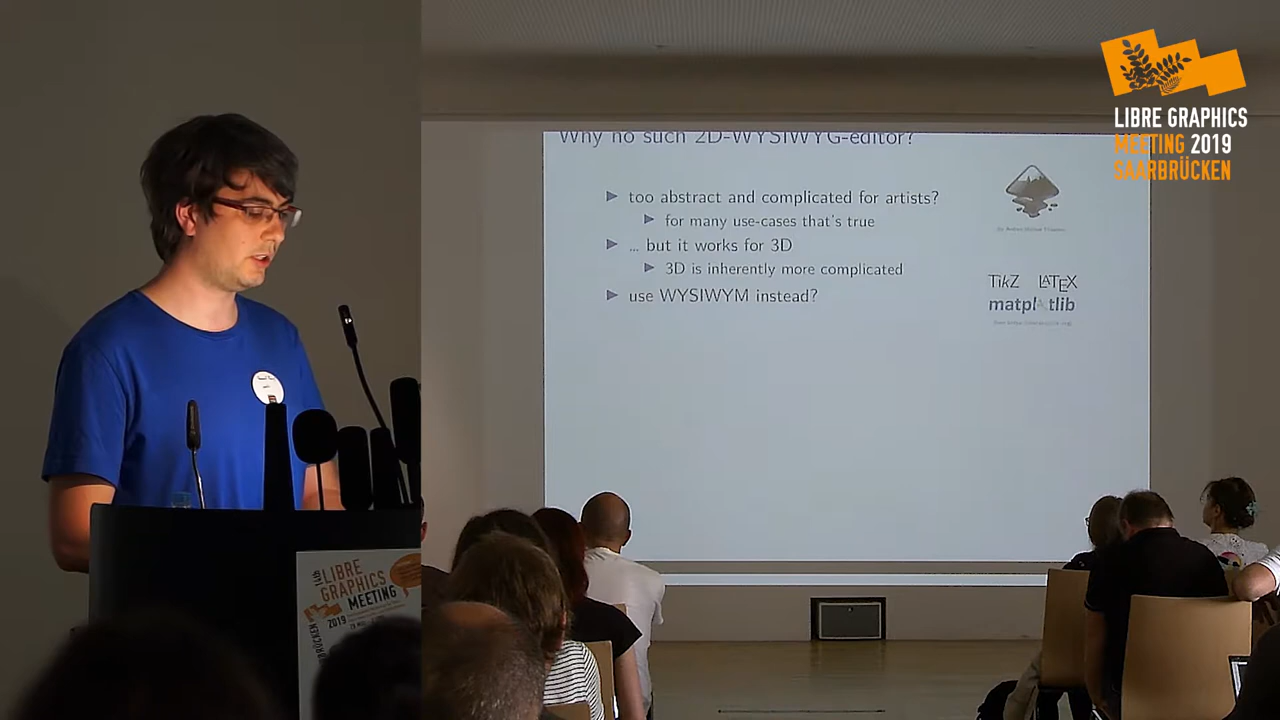 Why no such 2D-WYSIWYG-editor?
too abstract and complicated for artists?
for many use-cases that's true
... but it works for 3D
3D is inherently more complicated
use WYSIWYM instead?
TikZ LATEX
matplotlib
LIBRE GRAPHICS
MEETING 2019
SAARBRÜCKEN
14th
LIBRE
GRAPHICS
MEETING
2019